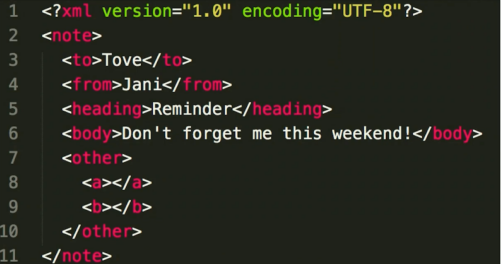 1 <?xml version="1.0" encoding="UTF-8"?>
2 <note>
3 <to>Tove</to>
4 <from>Jani</from>
5 <heading>Reminder</heading>
6 <body>Don't forget me this weekend!</body>
7 <other>
8 <a></a>
9 <b></b>
10 </other>
11 </note>